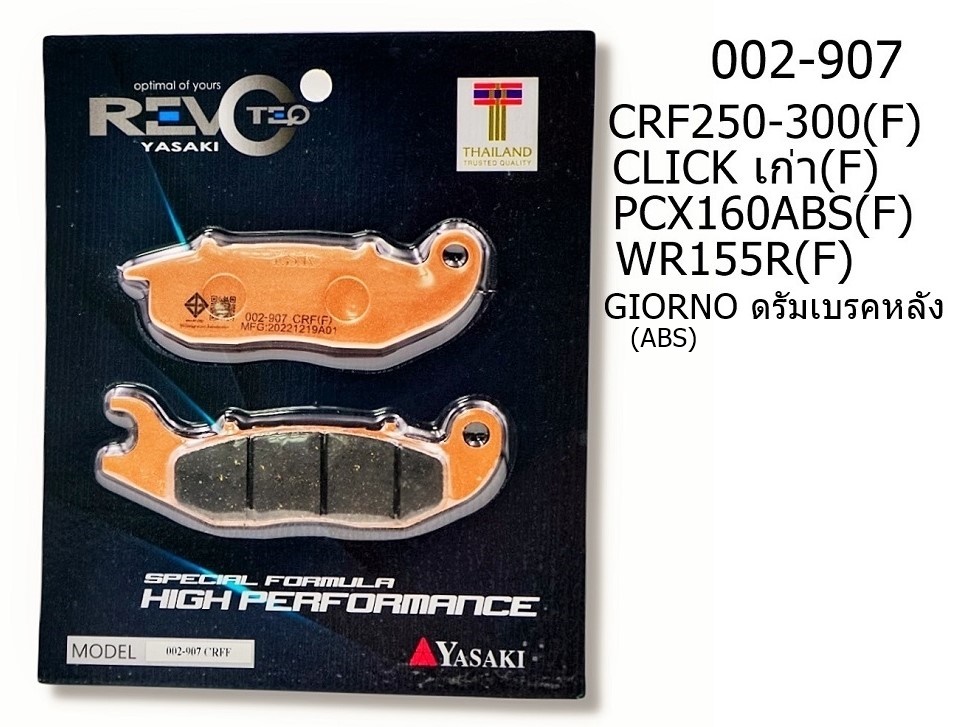 optimal of yours
REVO TEQ
YASAKI
THAILAND
TRUSTED QUALITY
002-907 CRF(F)
MFG:20221219A01
SPECIAL FORMULA
HIGH PERFORMANCE
MODEL 002-907 CRFF
YASAKI
002-907
CRF250-300(F)
CLICK เก่า(F)
PCX160ABS(F)
WR155R(F)
GIORNO ดรัมเบรคหลัง
(ABS)